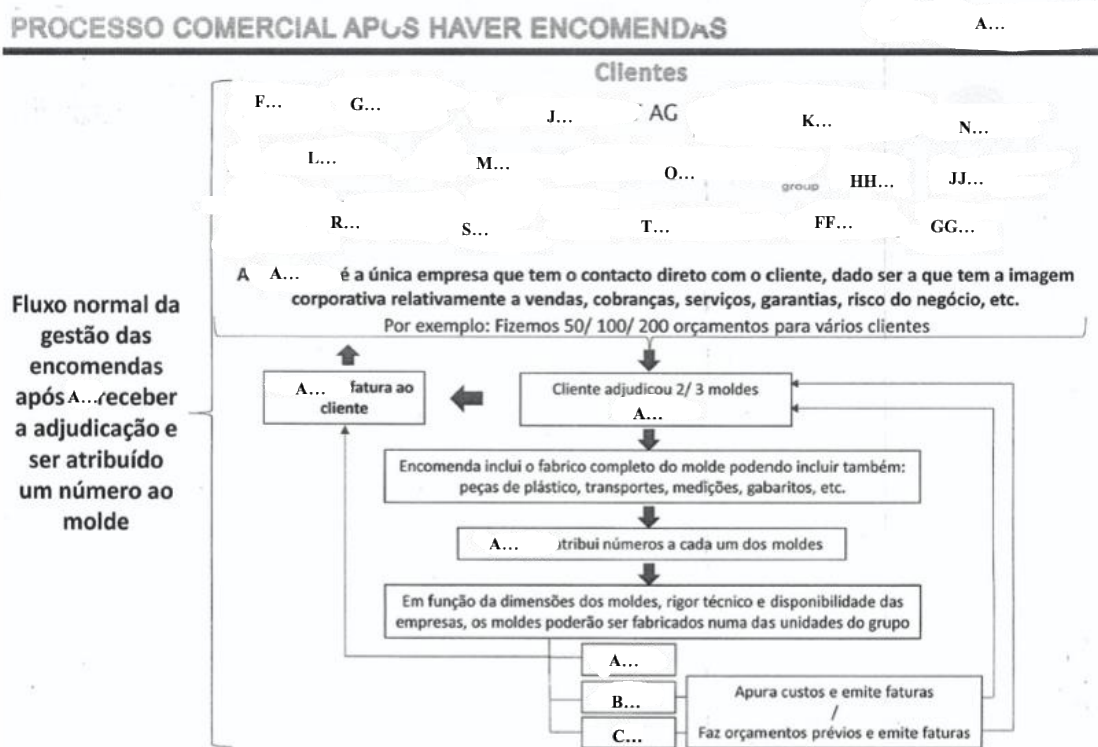 PROCESSO COMERCIAL APÓS HAVER ENCOMENDAS
A...
Clientes
F... G... J... AG K... N...
L... M... O... group HH... JJ...
R... S... T... FF... GG...
A A... é a única empresa que tem o contacto direto com o cliente, dado ser a que tem a imagem
corporativa relativamente a vendas, cobranças, serviços, garantias, risco do negócio, etc.
Por exemplo: Fizemos 50/ 100/ 200 orçamentos para vários clientes
Fluxo normal da
gestão das
encomendas
após A... receber
a adjudicação e
ser atribuído
um número ao
molde
A... fatura ao
cliente
Cliente adjudicou 2/ 3 moldes
A...
Encomenda inclui o fabrico completo do molde podendo incluir também:
peças de plástico, transportes, medições, gabaritos, etc.
A... tribui números a cada um dos moldes
Em função da dimensões dos moldes, rigor técnico e disponibilidade das
empresas, os moldes poderão ser fabricados numa das unidades do grupo
A...
B...
C...
Apura custos e emite faturas
/
Faz orçamentos prévios e emite faturas